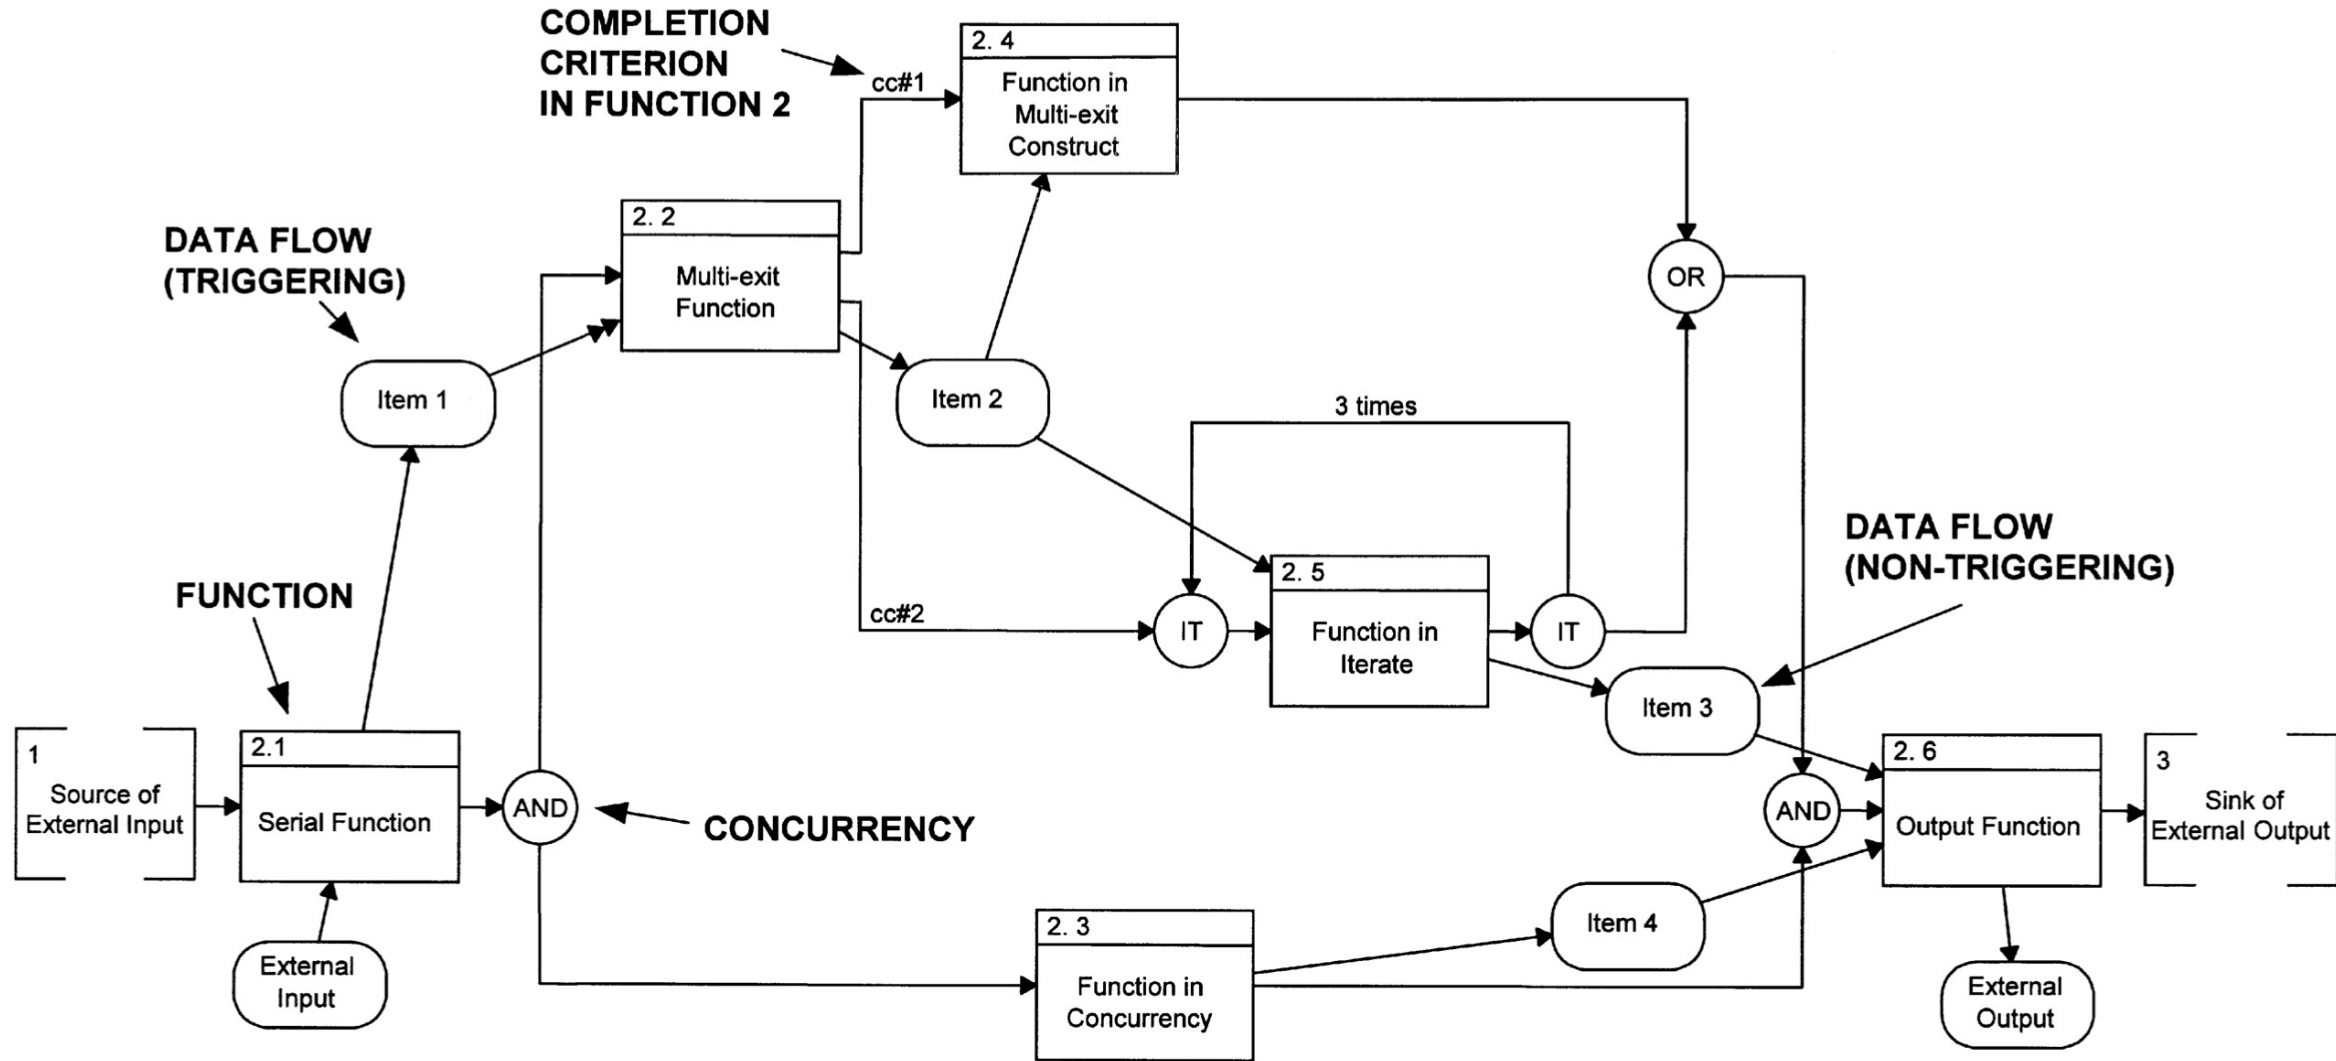 COMPLETION
CRITERION
IN FUNCTION 2
cc#1
2. 4
Function in
Multi-exit
Construct
DATA FLOW
(TRIGGERING)
2. 2
Multi-exit
Function
OR
Item 1
Item 2
3 times
DATA FLOW
(NON-TRIGGERING)
FUNCTION
cc#2
IT
2. 5
Function in
Iterate
IT
Item 3
1
Source of
External Input
2.1
Serial Function
AND
CONCURRENCY
AND
2. 6
Output Function
3
Sink of
External Output
External
Input
2. 3
Function in
Concurrency
Item 4
External
Output